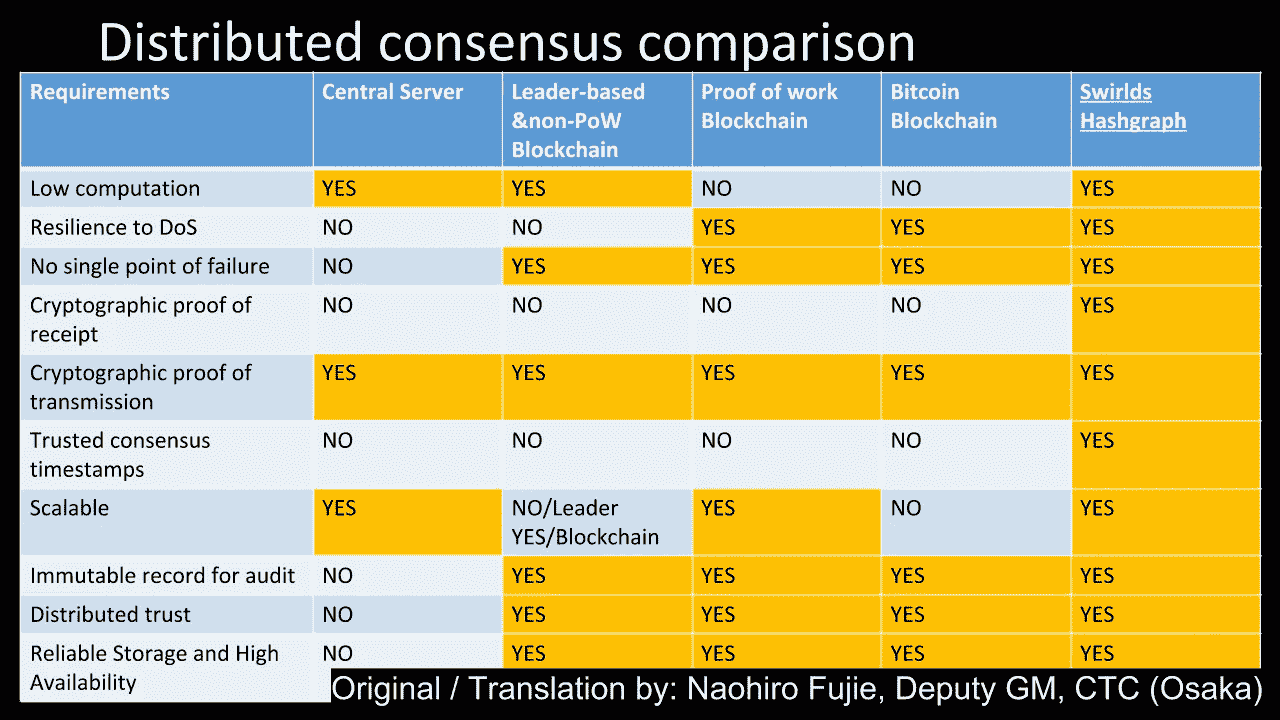 Distributed consensus comparison
Requirements
Central Server
Leader-based
&non-PoW
Blockchain
Proof of work
Blockchain
Bitcoin
Blockchain
Swirlds
Hashgraph
Low computation
YES
YES
NO
NO
YES
Resilience to DoS
NO
NO
YES
YES
YES
No single point of failure
NO
YES
YES
YES
YES
Cryptographic proof of
receipt
NO
NO
NO
NO
YES
Cryptographic proof of
transmission
YES
YES
YES
YES
YES
Trusted consensus
timestamps
NO
NO
NO
NO
YES
Scalable
YES
NO/Leader
YES/Blockchain
YES
NO
YES
Immutable record for audit
NO
YES
YES
YES
YES
Distributed trust
NO
YES
YES
YES
YES
Reliable Storage and High
Availability
NO
YES
YES
YES
YES
Original / Translation by: Naohiro Fujie, Deputy GM, CTC (Osaka)